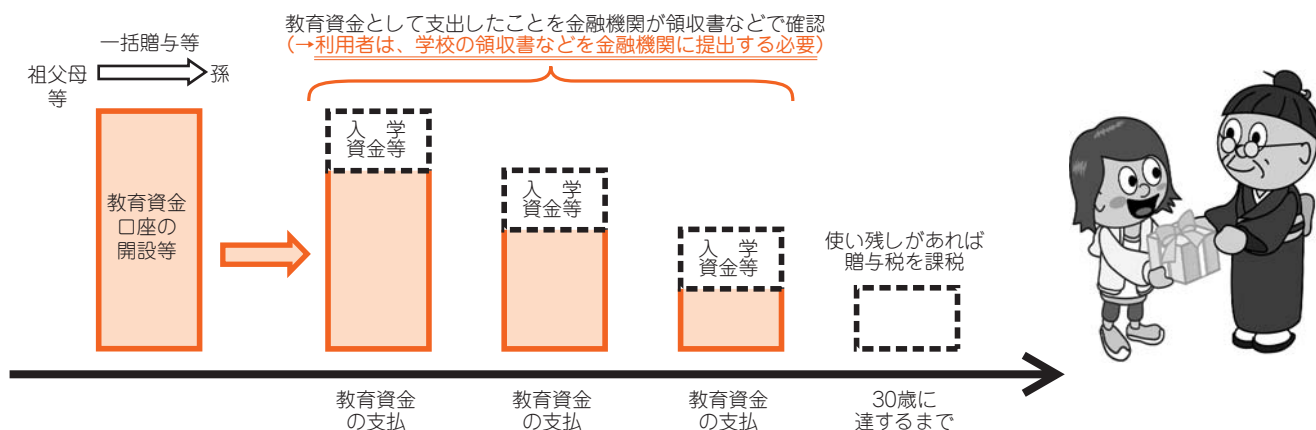 教育資金として支出したことを金融機関が領収書などで確認
(→利用者は、学校の領収書などを金融機関に提出する必要)
一括贈与等
祖父母
等
孫
教育資金
口座の
開設等
入　学
資金等
入　学
資金等
入　学
資金等
使い残しがあれば
贈与税を課税
教育資金
の支払
教育資金
の支払
教育資金
の支払
30歳に
達するまで